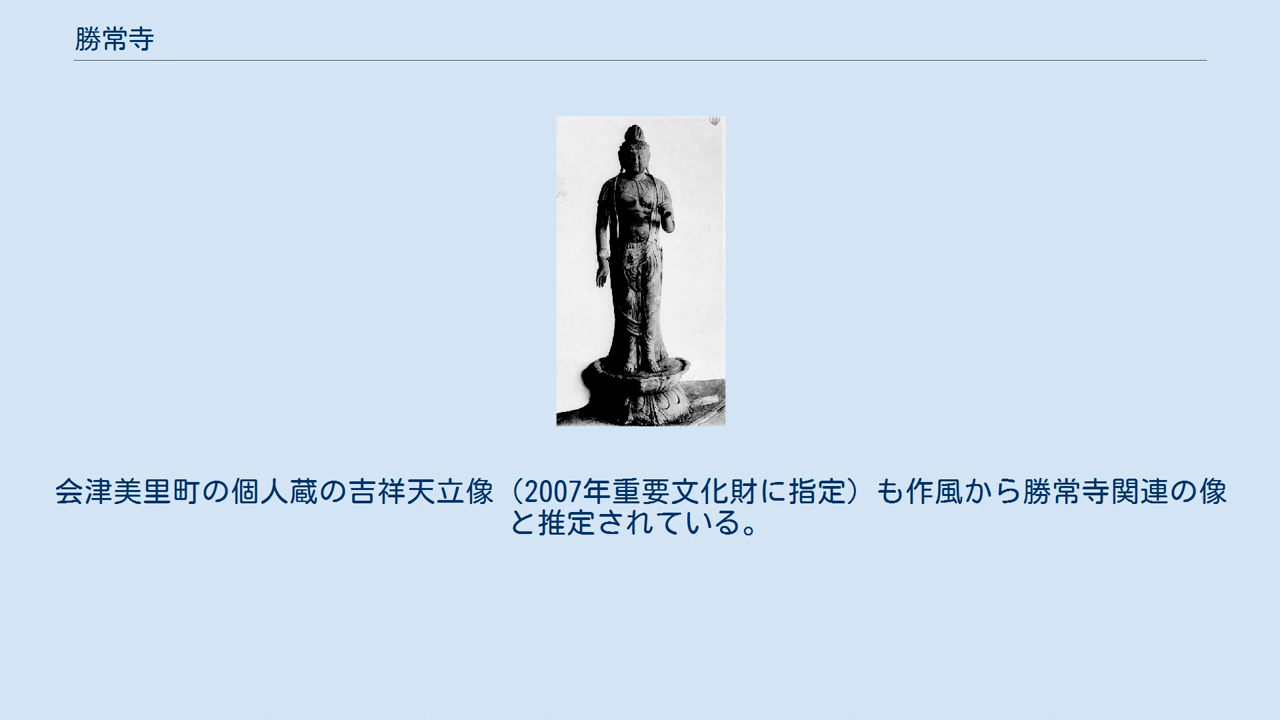 勝常寺
会津美里町の個人蔵の吉祥天立像（2007年重要文化財に指定）も作風から勝常寺関連の像
と推定されている。